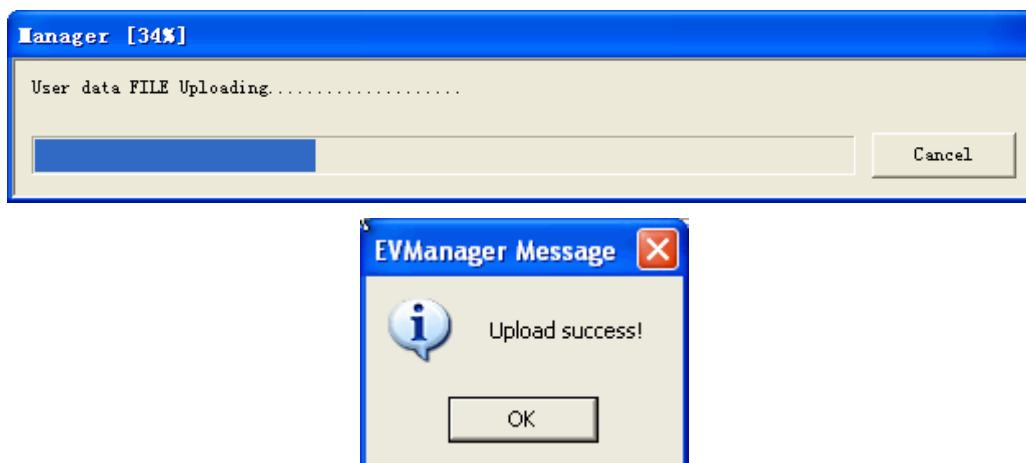 Manager [34%]
User data FILE Uploading....................
Cancel
EVManager Message
Upload success!
OK